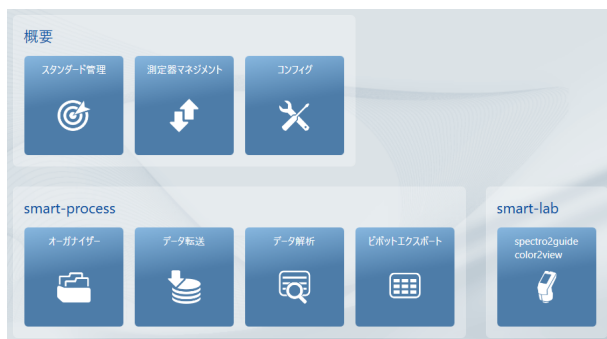 概要
スタンダード管理
測定器マネジメント
コンフィグ
smart-process
smart-lab
オーガナイザー
データ転送
データ解析
ピボットエクスポート
spectro2guide
color2view